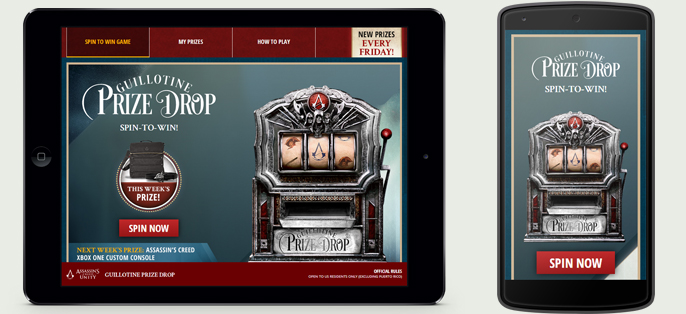 SPIN TO WIN GAME
MY PRIZES
HOW TO PLAY
NEW PRIZES
EVERY
FRIDAY!
GUILLOTINE
PRIZE DROP
SPIN-TO-WIN!
THIS WEEK'S
PRIZE!
SPIN NOW
NEXT WEEK'S PRIZE: ASSASSIN'S CREED
XBOX ONE CUSTOM CONSOLE
GUILLOTINE
PRIZE DROP
ASSASSIN'S
UNITY
GUILLOTINE PRIZE DROP
OFFICIAL RULES
OPEN TO US RESIDENTS ONLY (EXCLUDING PUERTO RICO)
GUILLOTINE
PRIZE DROP
SPIN-TO-WIN!
GUILLOTINE
PRIZE DROP
SPIN NOW